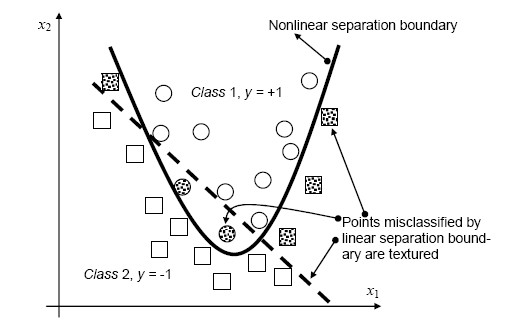 x2
Nonlinear separation boundary
Class 1, y = +1
Points misclassified by
linear separation bound-
ary are textured
Class 2, y = -1
x1